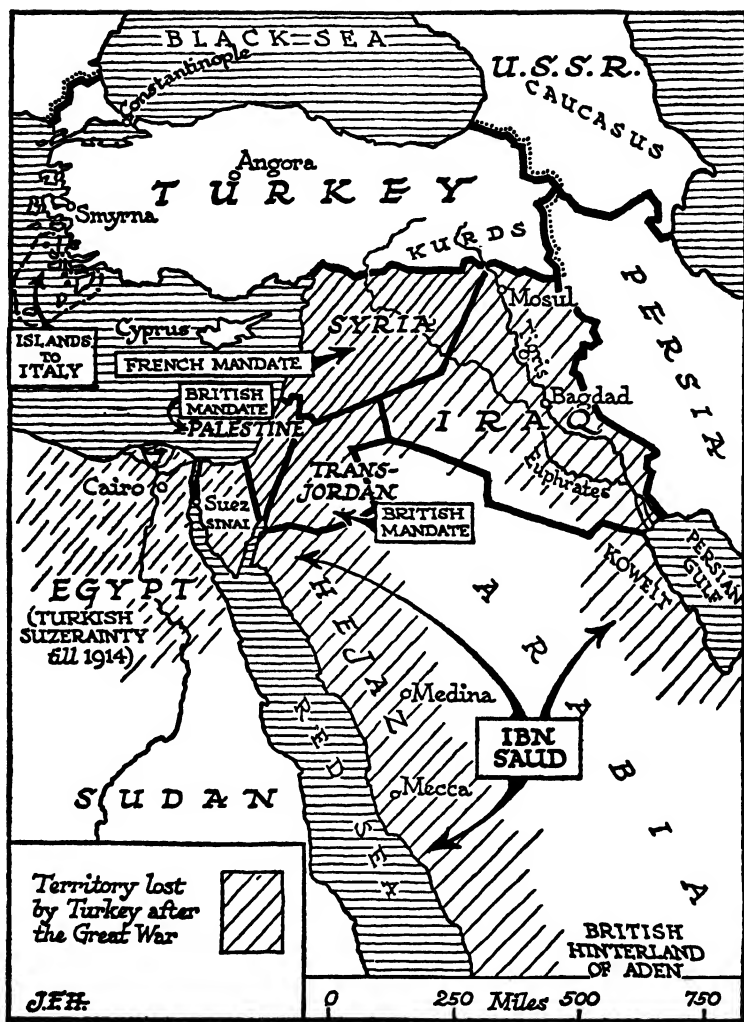 BLACK=SEA
Constantinople
U.S.S.R.
CAUCASUS
Angora
TURKEY
Smyrna
KURDS
PERSIA
Mosul
ISLANDS
TO
ITALY
Cyprus
SYRIA
Tigris
FRENCH MANDATE
BRITISH
MANDATE
PALESTINE
Bagdad
IRAQ
Euphrates
TRANS-
JORDAN
Cairo
Suez
SINAI
BRITISH
MANDATE
PERSIAN
GULF
KOWEIT
EGYPT
(TURKISH
SUZERAINTY
till 1914)
HEJAN
ARABIA
Medina
IBN
SAUD
RED SEA
Mecca
SUDAN
Territory lost
by Turkey after
the Great War
BRITISH
HINTERLAND
OF ADEN
J.F.H.
0 250 Miles 500 750